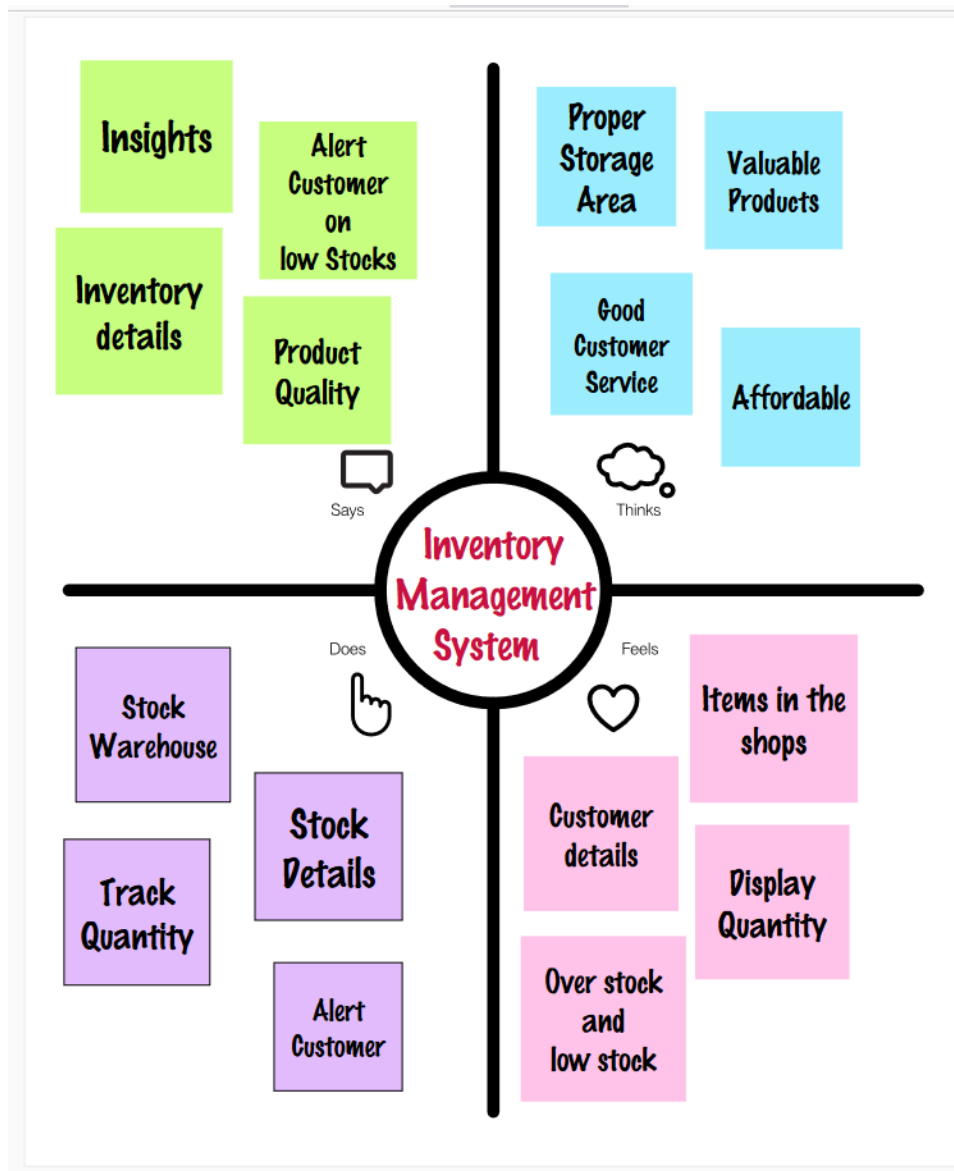 Insights
Alert
Customer
on
low Stocks
Inventory
details
Product
Quality
Says
Proper
Storage
Area
Valuable
Products
Good
Customer
Service
Affordable
Thinks
Inventory
Management
System
Does
Stock
Warehouse
Stock
Details
Track
Quantity
Alert
Customer
Feels
Items in the
shops
Customer
details
Display
Quantity
Over stock
and
low stock